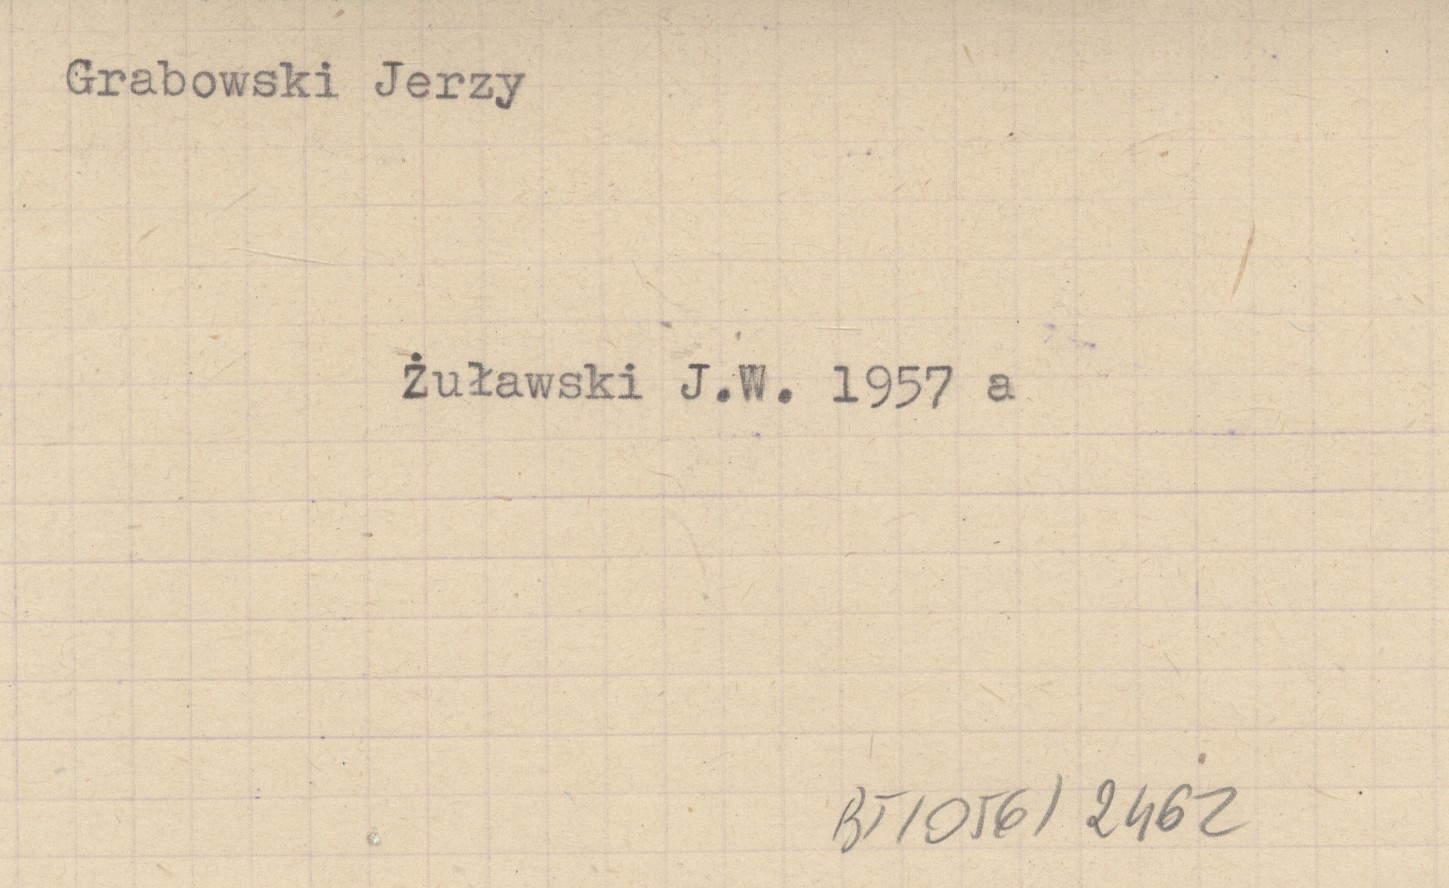 Grabowski Jerzy
Żuławski J.W. 1957 a
BT/056/ 2462